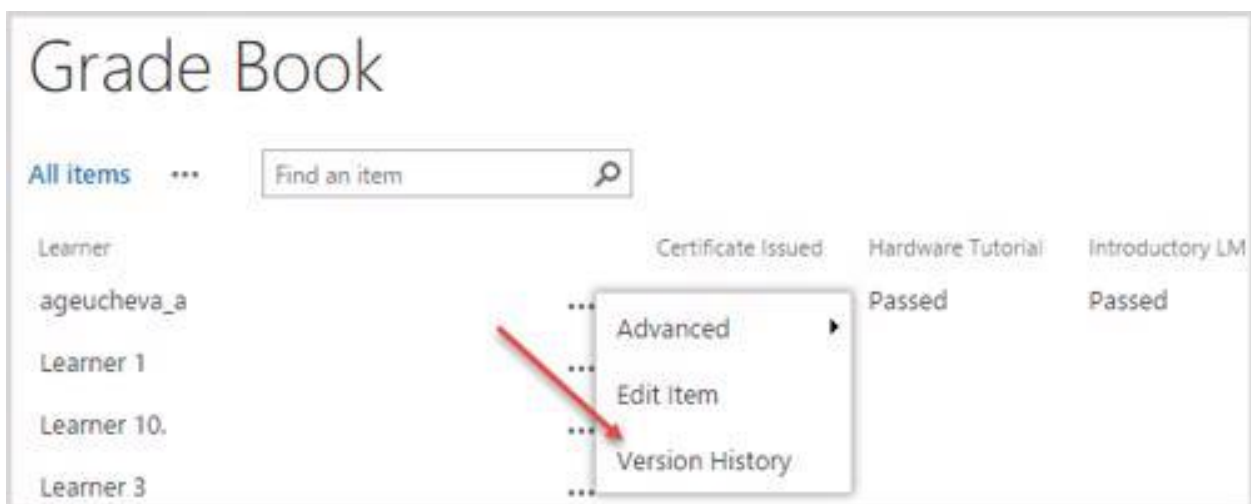 Grade Book
All items ... Find an item
Learner Certificate Issued Hardware Tutorial Introductory LM
ageucheva_a ... Passed Passed
Advanced
Learner 1 ...
Edit Item
Learner 10. ...
Version History
Learner 3 ...